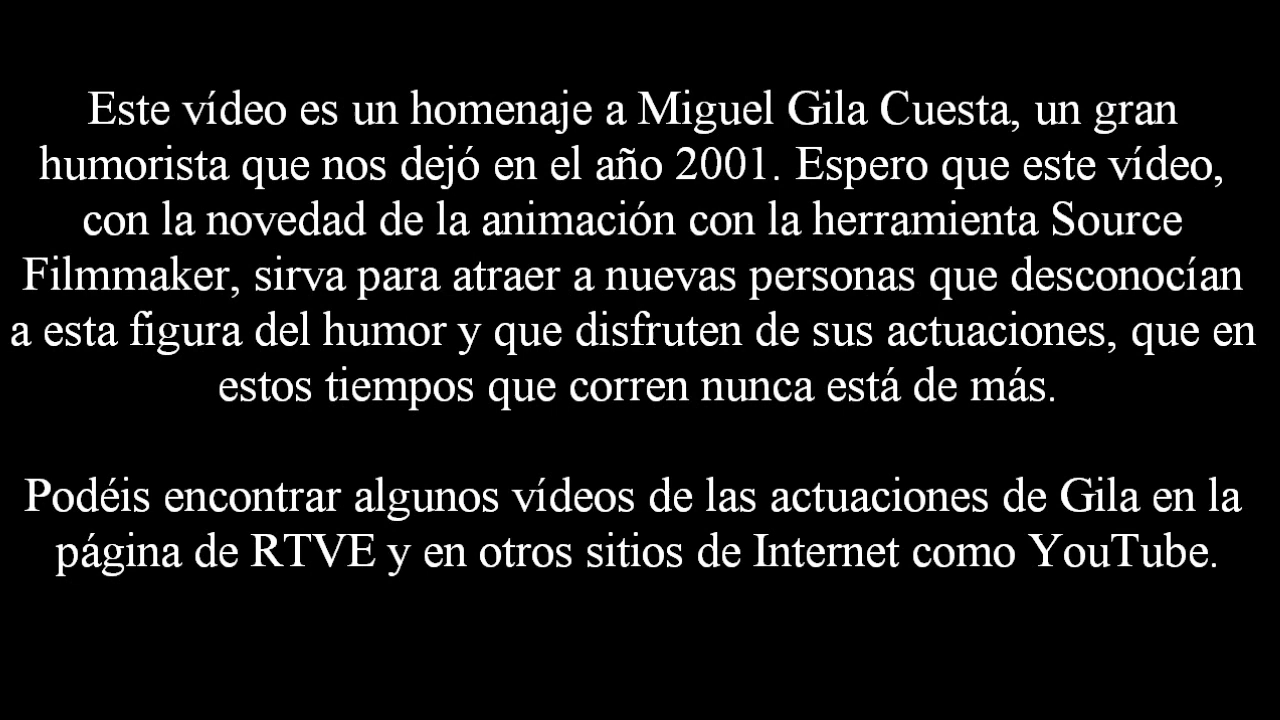 Este vídeo es un homenaje a Miguel Gila Cuesta, un gran
humorista que nos dejó en el año 2001. Espero que este vídeo,
con la novedad de la animación con la herramienta Source
Filmmaker, sirva para atraer a nuevas personas que desconocían
a esta figura del humor y que disfruten de sus actuaciones, que en
estos tiempos que corren nunca está de más.
Podéis encontrar algunos vídeos de las actuaciones de Gila en la
página de RTVE y en otros sitios de Internet como YouTube.